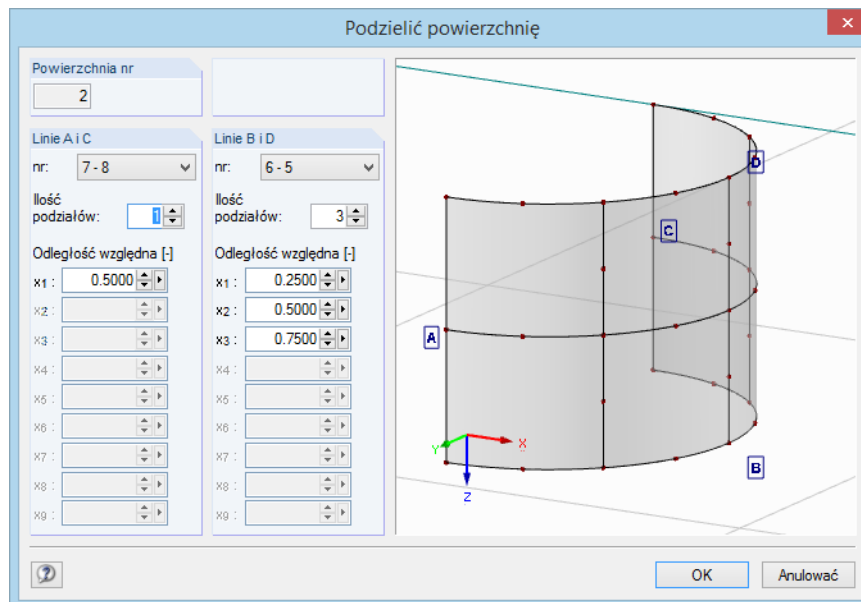 Podzielić powierzchnię
Powierzchnia nr
2
Linie A i C
nr: 7 - 8
Ilość
podziałów: 1
Odległość względna [-]
x1 : 0.5000
x2 :
x3 :
x4 :
x5 :
x6 :
x7 :
x8 :
x9 :
Linie B i D
nr: 6 - 5
Ilość
podziałów: 3
Odległość względna [-]
x1 : 0.2500
x2 : 0.5000
x3 : 0.7500
x4 :
x5 :
x6 :
x7 :
x8 :
x9 :
D
C
A
B
X
Y
Z
OK
Anulować